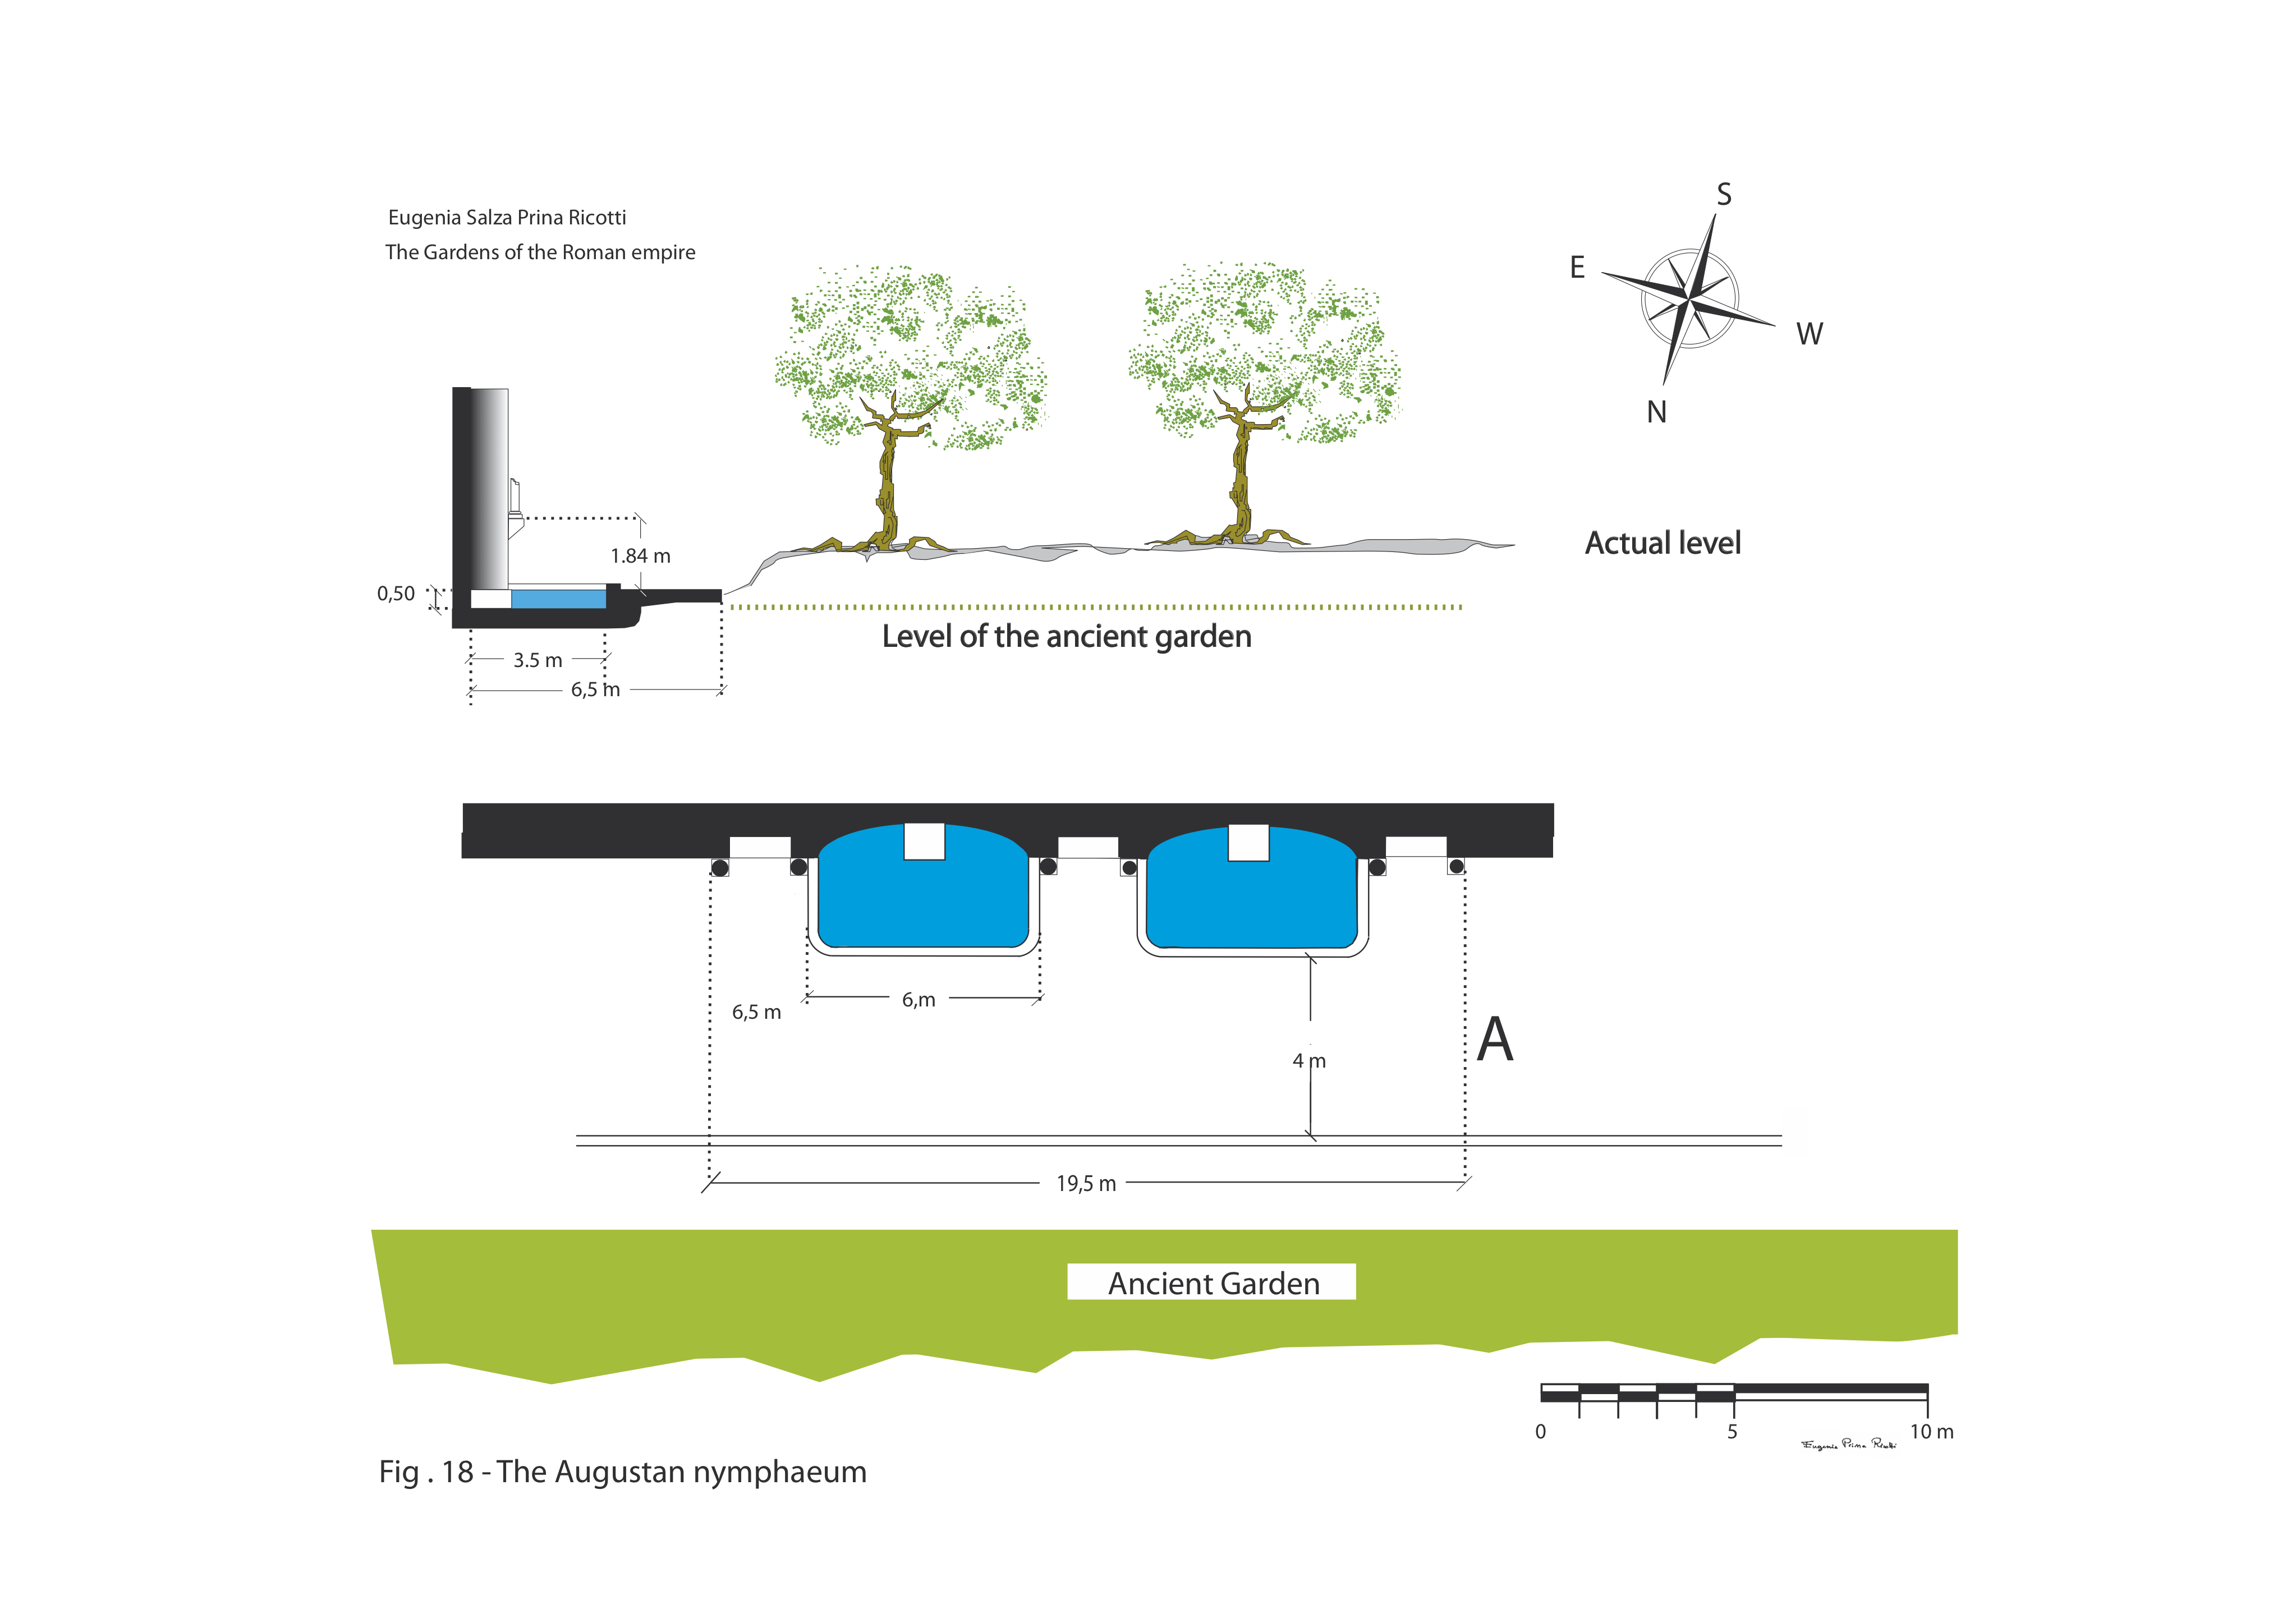 Eugenia Salza Prina Ricotti
The Gardens of the Roman empire
S
E
W
N
1.84 m
Actual level
0,50
Level of the ancient garden
3.5 m
6,5 m
6,5 m
6,m
A
4 m
19,5 m
Ancient Garden
0
5
10 m
Eugenia Prina Ricotti
Fig . 18 - The Augustan nymphaeum